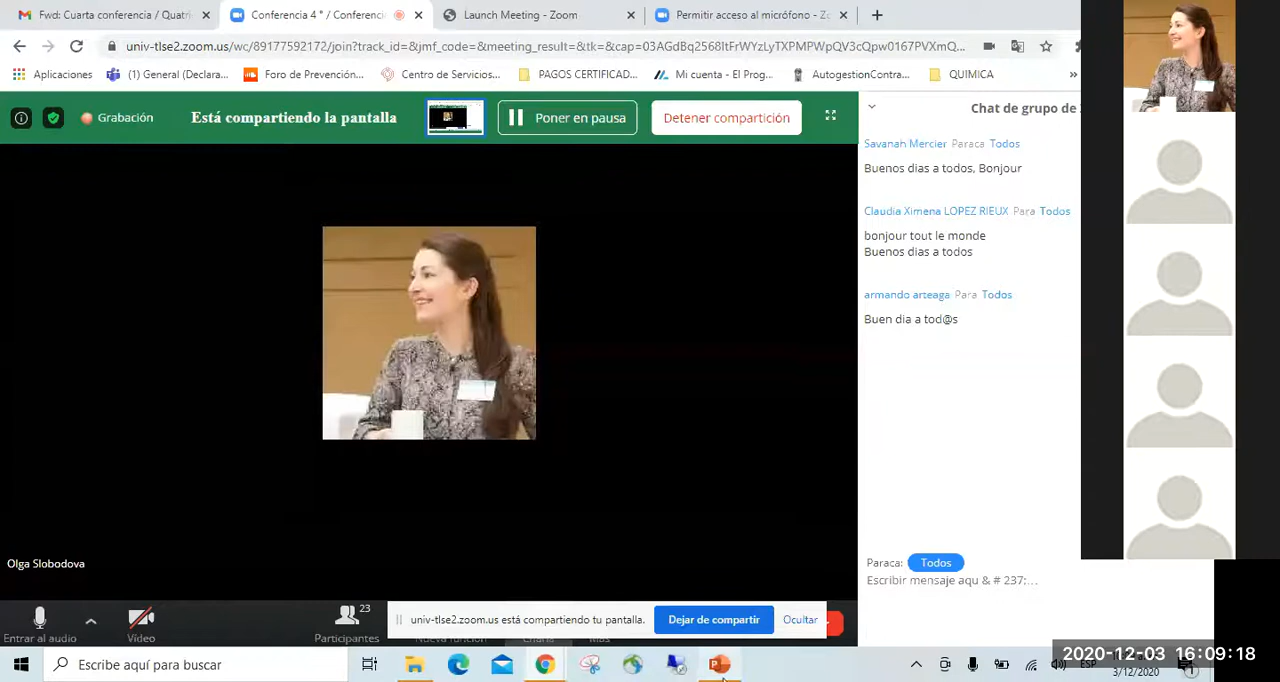 Fwd: Cuarta conferencia / Quatri
Conferencia 4 ° / Conferenci
Launch Meeting - Zoom
Permitir acceso al micrófono - Zo
univ-tlse2.zoom.us/wc/89177592172/join?track_id=&jmf_code=&meeting_result=&tk=&cap=03AGdBq2568ItFrWYzLyTXPMPWpQV3cQpw0167PVXmQ...
Aplicaciones
(1) General (Declara...
Foro de Prevención,...
Centro de Servicios...
PAGOS CERTIFICAD...
Mi cuenta - El Prog...
AutogestionContra...
QUIMICA
»
Grabación
Está compartiendo la pantalla
Poner en pausa
Detener compartición
Chat de grupo de
Savanah Mercier Paraca Todos
Buenos dias a todos, Bonjour
Claudia Ximena LOPEZ RIEUX Para Todos
bonjour tout le monde
Buenos dias a todos
armando arteaga Para Todos
Buen dia a tod@s
Paraca: Todos
Escribir mensaje aqu & # 237;...
Olga Slobodova
Entrar al audio
Vídeo
23
Participantes
univ-tlse2.zoom.us está compartiendo tu pantalla.
Dejar de compartir
Ocultar
Escribe aquí para buscar
2020-12-03 16:09:18
3/12/2020